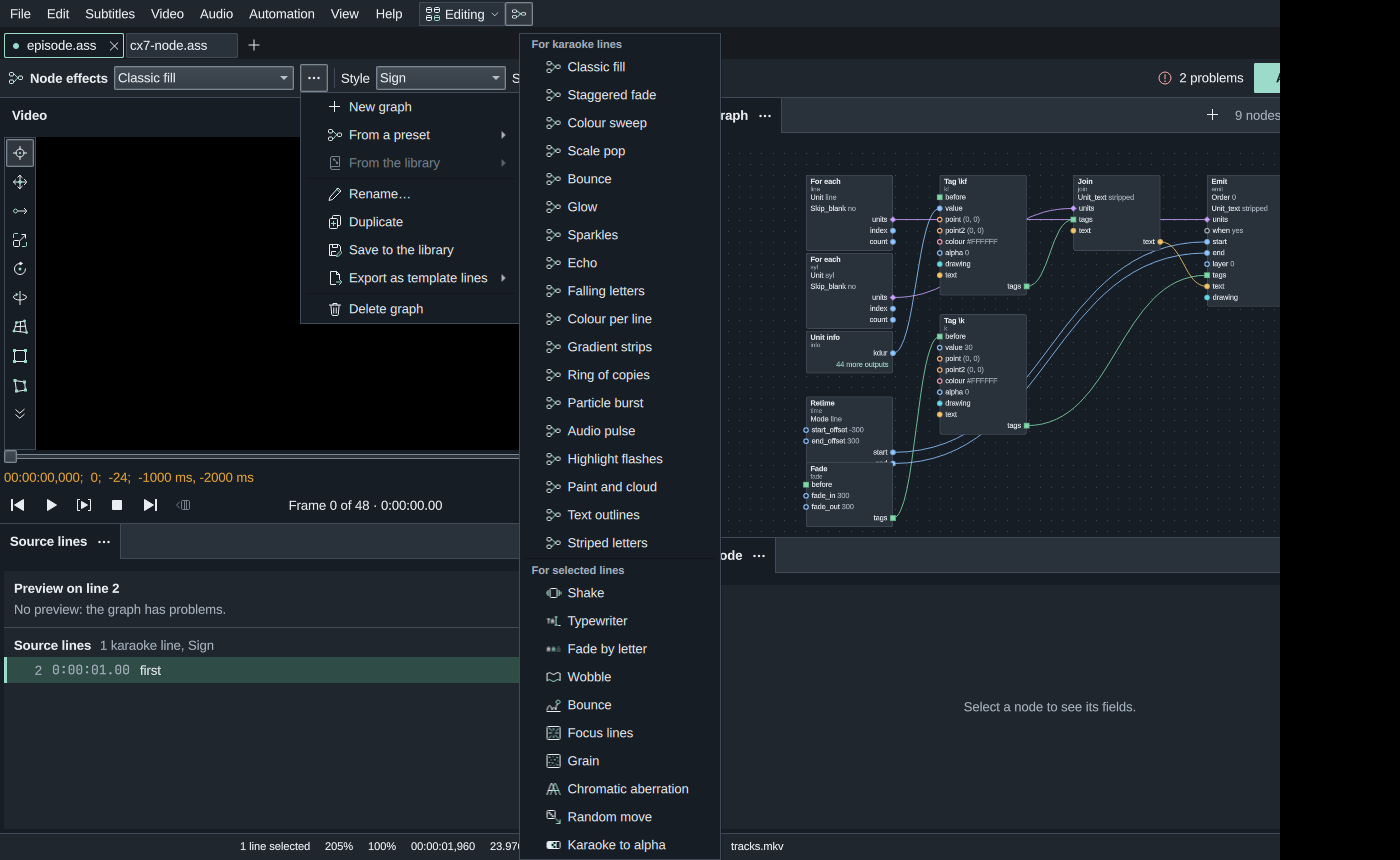 File Edit Subtitles Video Audio Automation View Help Editing
episode.ass cx7-node.ass
Node effects Classic fill Style Sign 2 problems
Video
New graph
From a preset
From the library
Rename…
Duplicate
Save to the library
Export as template lines
Delete graph
For karaoke lines
Classic fill
Staggered fade
Colour sweep
Scale pop
Bounce
Glow
Sparkles
Echo
Falling letters
Colour per line
Gradient strips
Ring of copies
Particle burst
Audio pulse
Highlight flashes
Paint and cloud
Text outlines
Striped letters
For selected lines
Shake
Typewriter
Fade by letter
Wobble
Bounce
Focus lines
Grain
Chromatic aberration
Random move
Karaoke to alpha
raph 9 nodes
For each
line
Unit line
Skip_blank no
units
index
count
For each
syl
Unit syl
Skip_blank no
units
index
count
Unit info
info
kdur
44 more outputs
Retime
time
Mode line
start_offset -300
end_offset 300
start
Fade
fade
before
fade_in 300
fade_out 300
tags
Tag \kf
kf
before
value
point (0, 0)
point2 (0, 0)
colour #FFFFFF
alpha 0
drawing
text
tags
Tag \k
k
before
value 30
point (0, 0)
point2 (0, 0)
colour #FFFFFF
alpha 0
drawing
text
tags
Join
join
Unit_text stripped
units
tags
text
text
Emit
emit
Order 0
Unit_text stripped
units
when yes
start
end
layer 0
tags
text
drawing
00:00:00,000; 0; -24; -1000 ms, -2000 ms
Frame 0 of 48 · 0:00:00.00
Source lines
Preview on line 2
No preview: the graph has problems.
Source lines 1 karaoke line, Sign
2 0:00:01.00 first
ode
Select a node to see its fields.
1 line selected 205% 100% 00:00:01,960 23.976 tracks.mkv